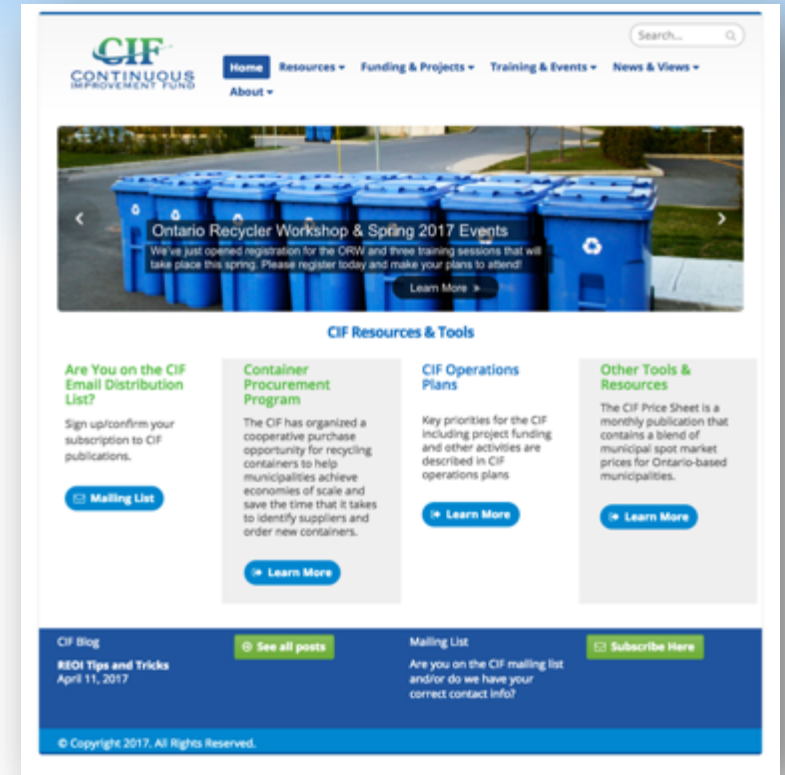 Search...
CIF
CONTINUOUS
IMPROVEMENT FUND
Home Resources Funding & Projects Training & Events News & Views
About
Ontario Recycler Workshop & Spring 2017 Events
We've just opened registration for the ORW and three training sessions that will
take place this spring. Please register today and make your plans to attend!
Learn More
CIF Resources & Tools
Are You on the CIF
Email Distribution
List?
Sign up/confirm your
subscription to CIF
publications.
Mailing List
Container
Procurement
Program
The CIF has organized a
cooperative purchase
opportunity for recycling
containers to help
municipalities achieve
economies of scale and
save the time that it takes
to identify suppliers and
order new containers.
Learn More
CIF Operations
Plans
Key priorities for the CIF
including project funding
and other activities are
described in CIF
operations plans
Learn More
Other Tools &
Resources
The CIF Price Sheet is a
monthly publication that
contains a blend of
municipal spot market
prices for Ontario-based
municipalities.
Learn More
CIF Blog
REOI Tips and Tricks
April 11, 2017
See all posts
Mailing List
Are you on the CIF mailing list
and/or do we have your
correct contact info?
Subscribe Here
© Copyright 2017. All Rights Reserved.